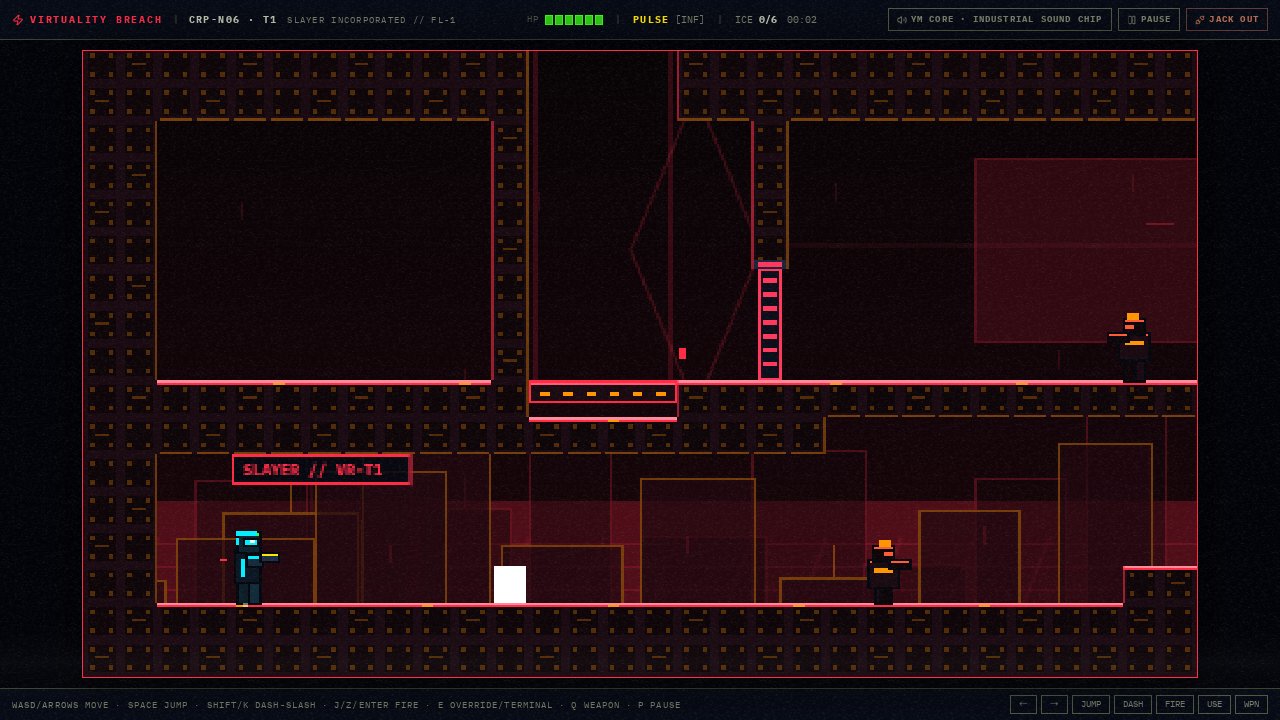 VIRTUALITY BREACH | CRP-N06 · T1 SLAYER INCORPORATED // FL-1 HP | PULSE [INF] | ICE 0/6 00:02 YM CORE · INDUSTRIAL SOUND CHIP PAUSE JACK OUT
SLAYER // VR-T1
WASD/ARROWS MOVE · SPACE JUMP · SHIFT/K DASH-SLASH · J/Z/ENTER FIRE · E OVERRIDE/TERMINAL · Q WEAPON · P PAUSE ← → JUMP DASH FIRE USE WPN